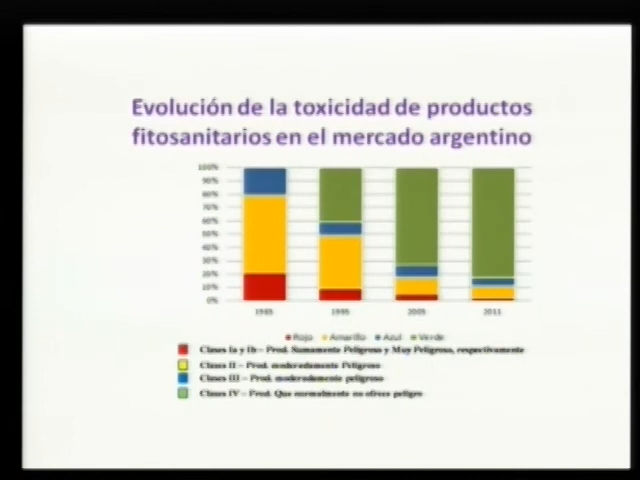 Evolución de la toxicidad de productos
fitosanitarios en el mercado argentino
100%
90%
80%
70%
60%
50%
40%
30%
20%
10%
0%
1985 1995 2005 2011
Rojo Amarillo Azul Verde
Clases Ia y Ib – Prod. Sumamente Peligroso y Muy Peligroso, respectivamente
Clases II – Prod. moderadamente Peligroso
Clases III – Prod. moderadamente peligroso
Clases IV – Prod. Que normalmente no ofrece peligro